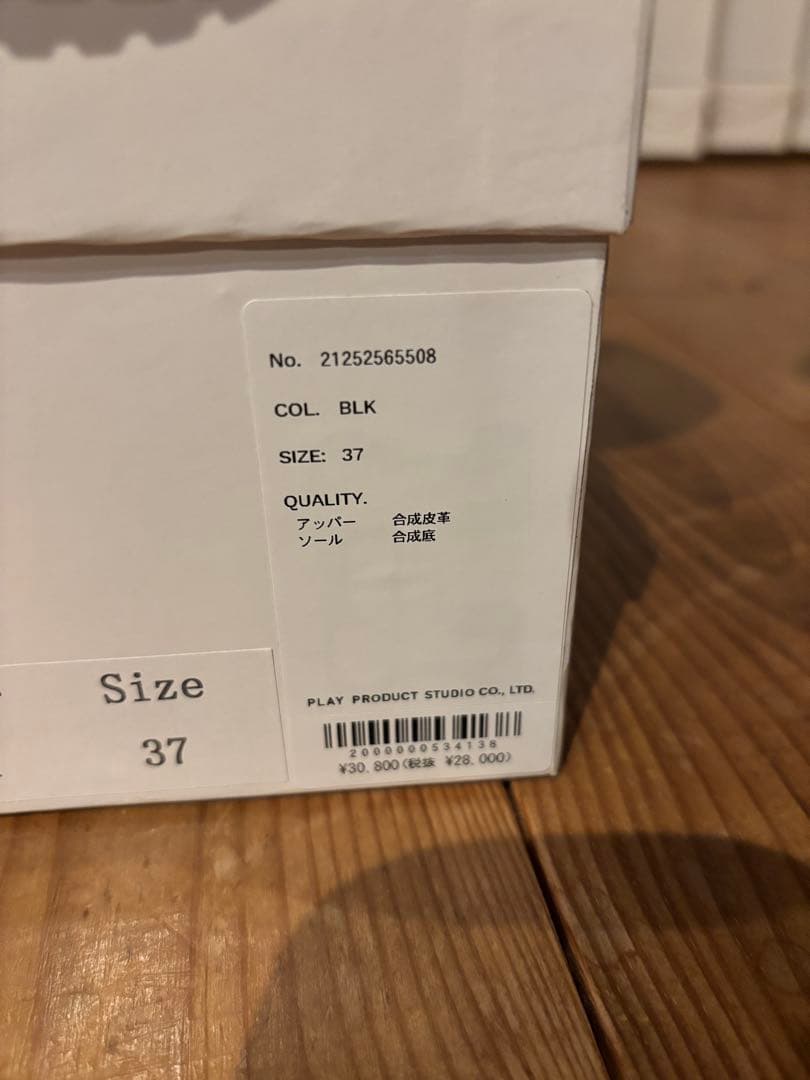 No. 21252565508
COL. BLK
SIZE: 37
QUALITY.
アッパー 合成皮革
ソール 合成底
PLAY PRODUCT STUDIO CO., LTD.
2000000534138
¥30,800(税抜 ¥28,000)
Size
37